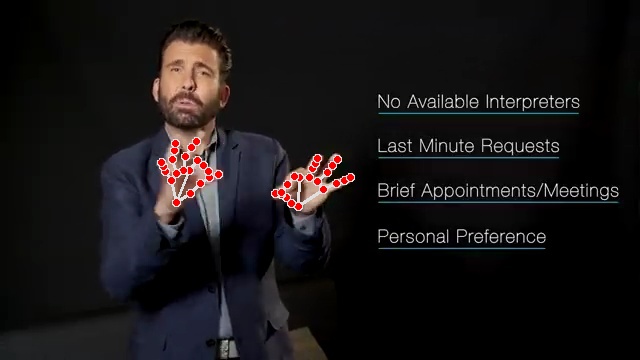 No Available Interpreters
Last Minute Requests
Brief Appointments/Meetings
Personal Preference